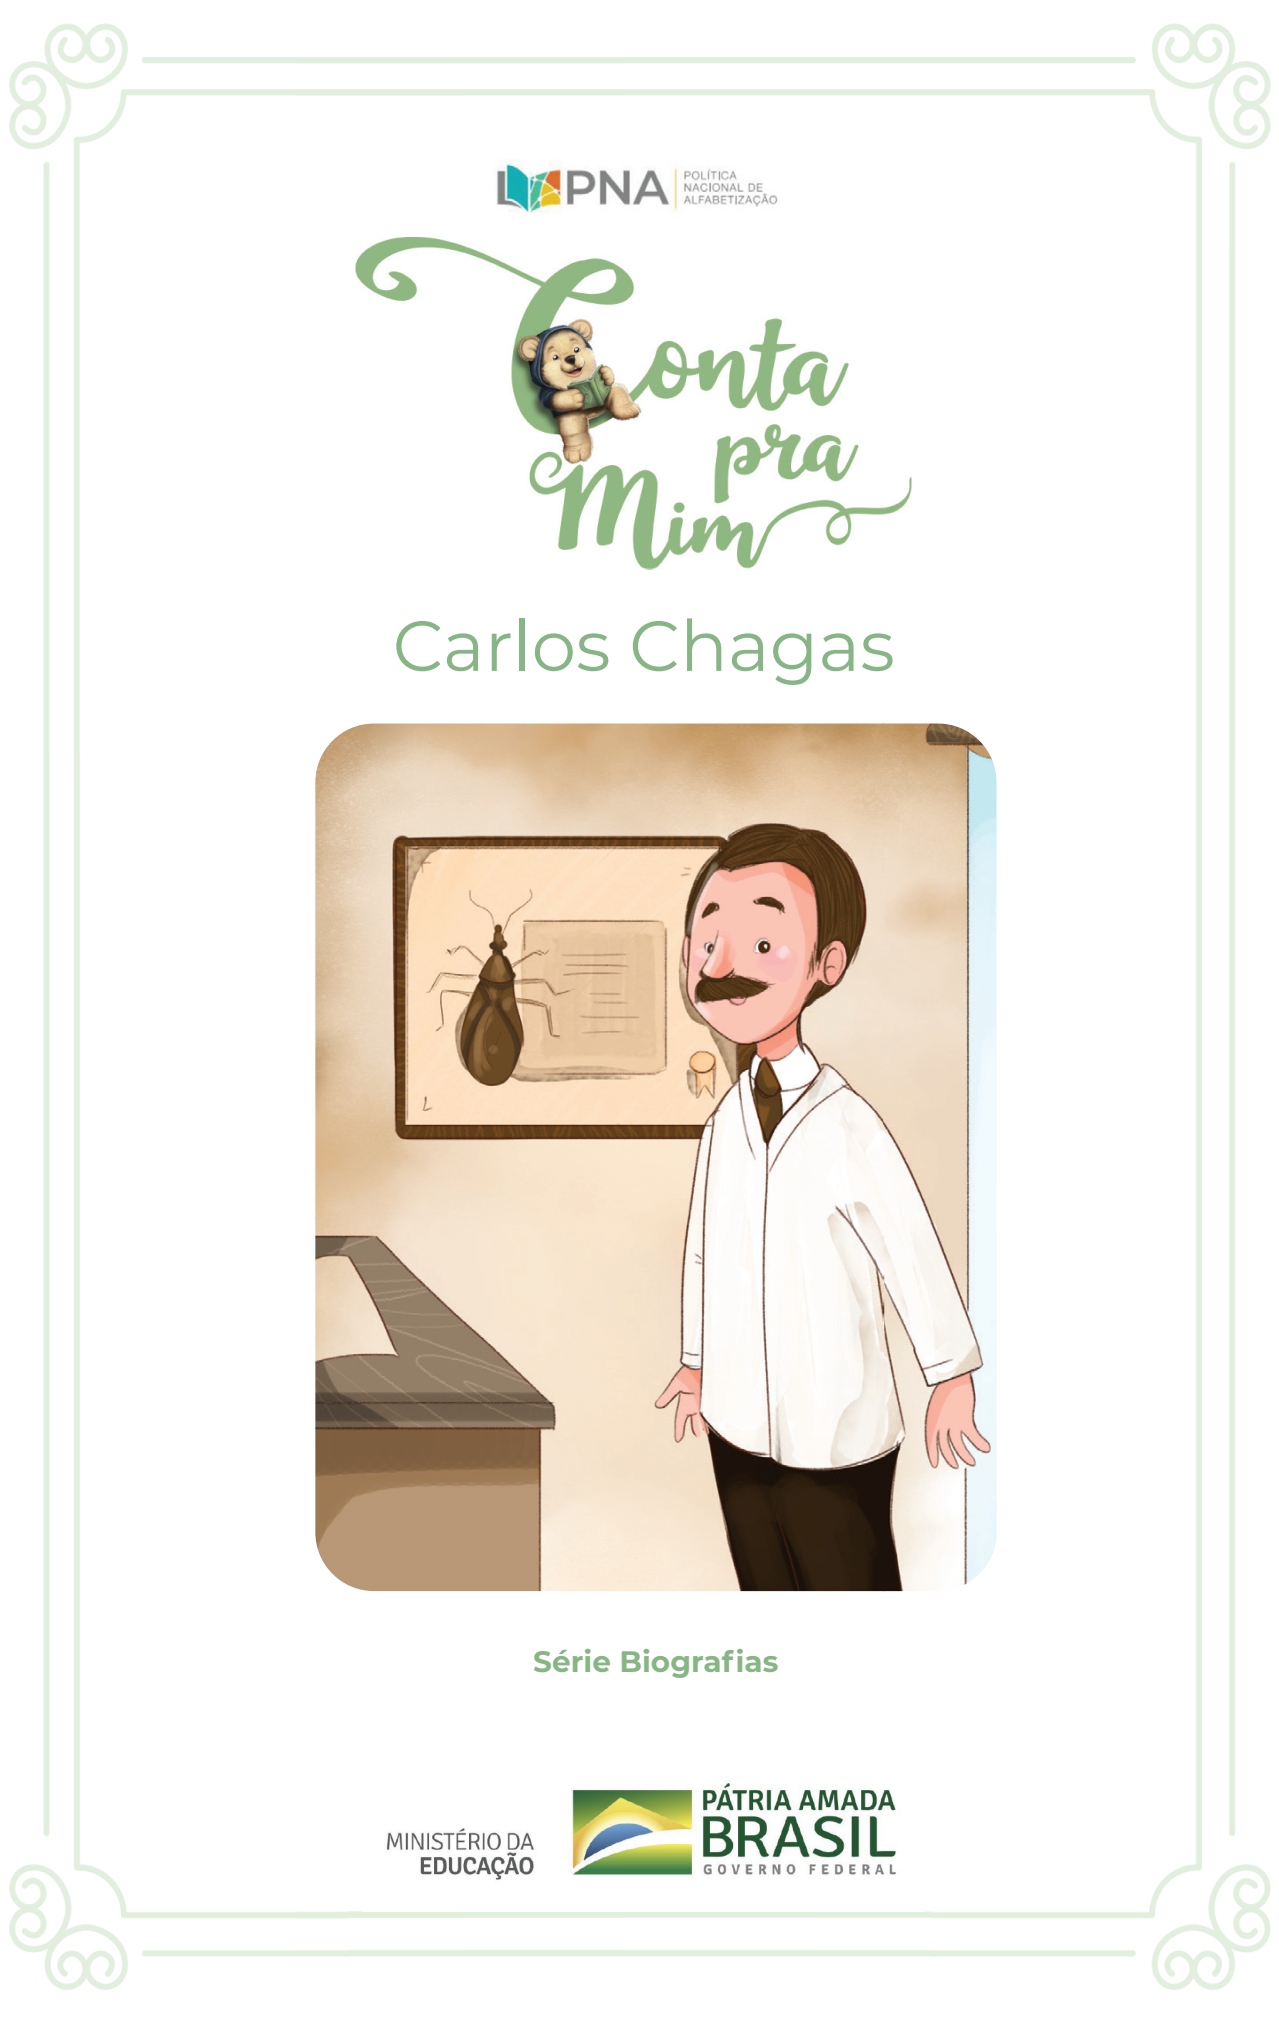 PNA
POLÍTICA
NACIONAL DE
ALFABETIZAÇÃO
Conta
pra
Mim
Carlos Chagas
Série Biografias
MINISTÉRIO DA
EDUCAÇÃO
PÁTRIA AMADA
BRASIL
GOVERNO FEDERAL